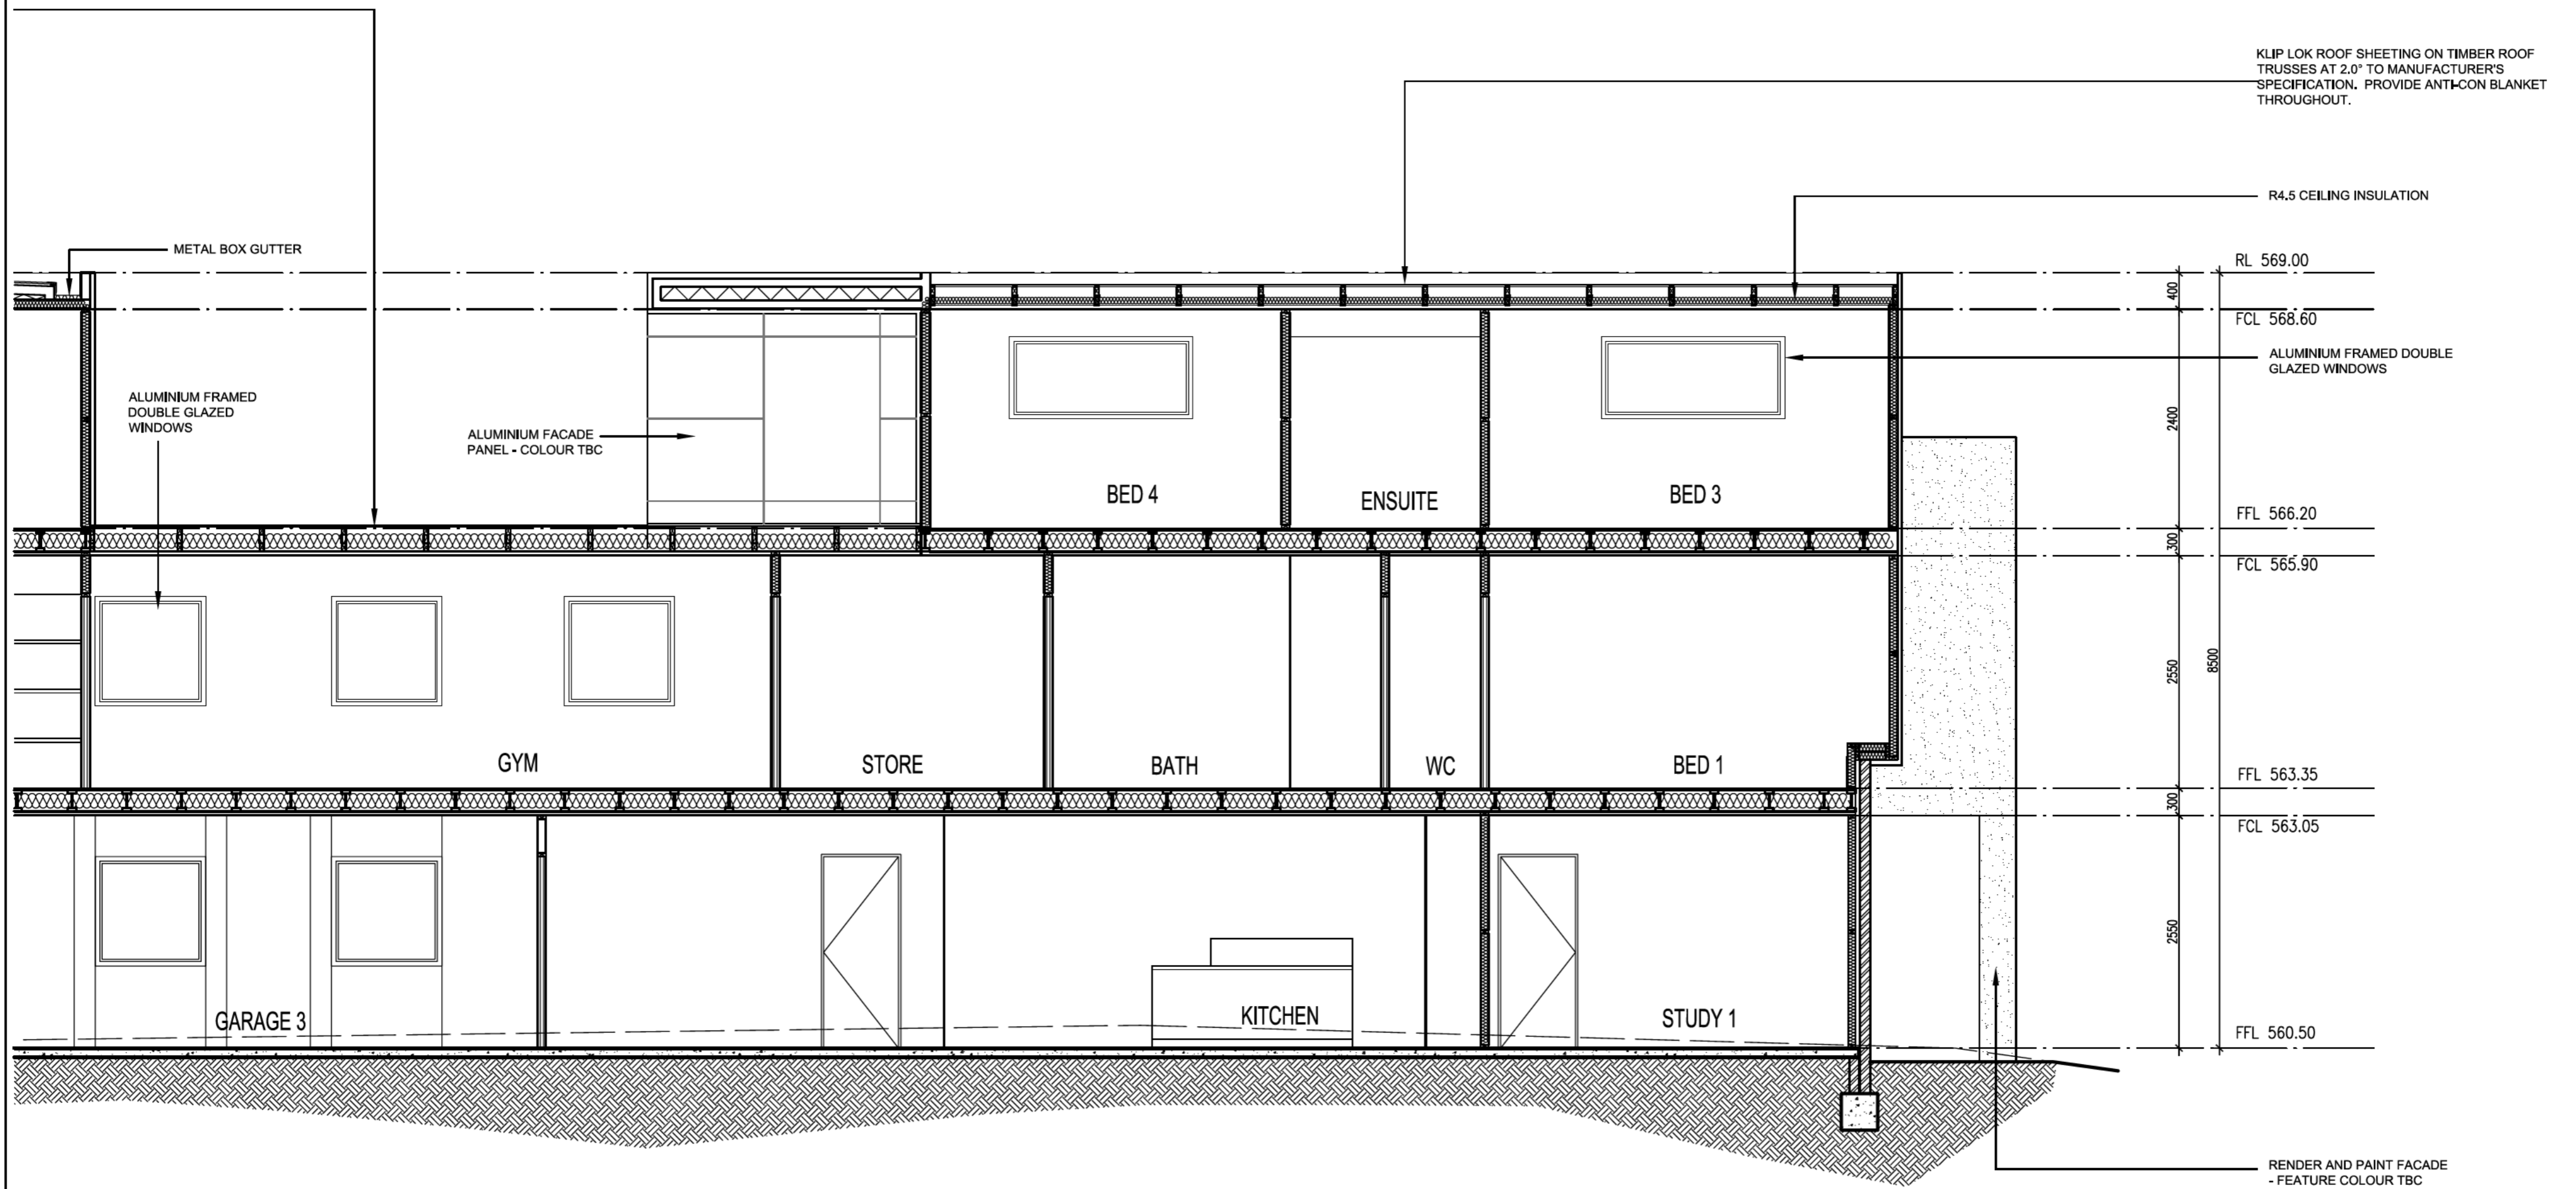 KLIP LOK ROOF SHEETING ON TIMBER ROOF
TRUSSES AT 2.0° TO MANUFACTURER'S
SPECIFICATION. PROVIDE ANTI-CON BLANKET
THROUGHOUT.
R4.5 CEILING INSULATION
METAL BOX GUTTER
RL 569.00
400
FCL 568.60
ALUMINIUM FRAMED DOUBLE
GLAZED WINDOWS
ALUMINIUM FRAMED
DOUBLE GLAZED
WINDOWS
ALUMINIUM FACADE
PANEL - COLOUR TBC
2400
BED 4
ENSUITE
BED 3
FFL 566.20
300
FCL 565.90
2550
8500
GYM
STORE
BATH
WC
BED 1
FFL 563.35
300
FCL 563.05
2550
GARAGE 3
KITCHEN
STUDY 1
FFL 560.50
RENDER AND PAINT FACADE
- FEATURE COLOUR TBC